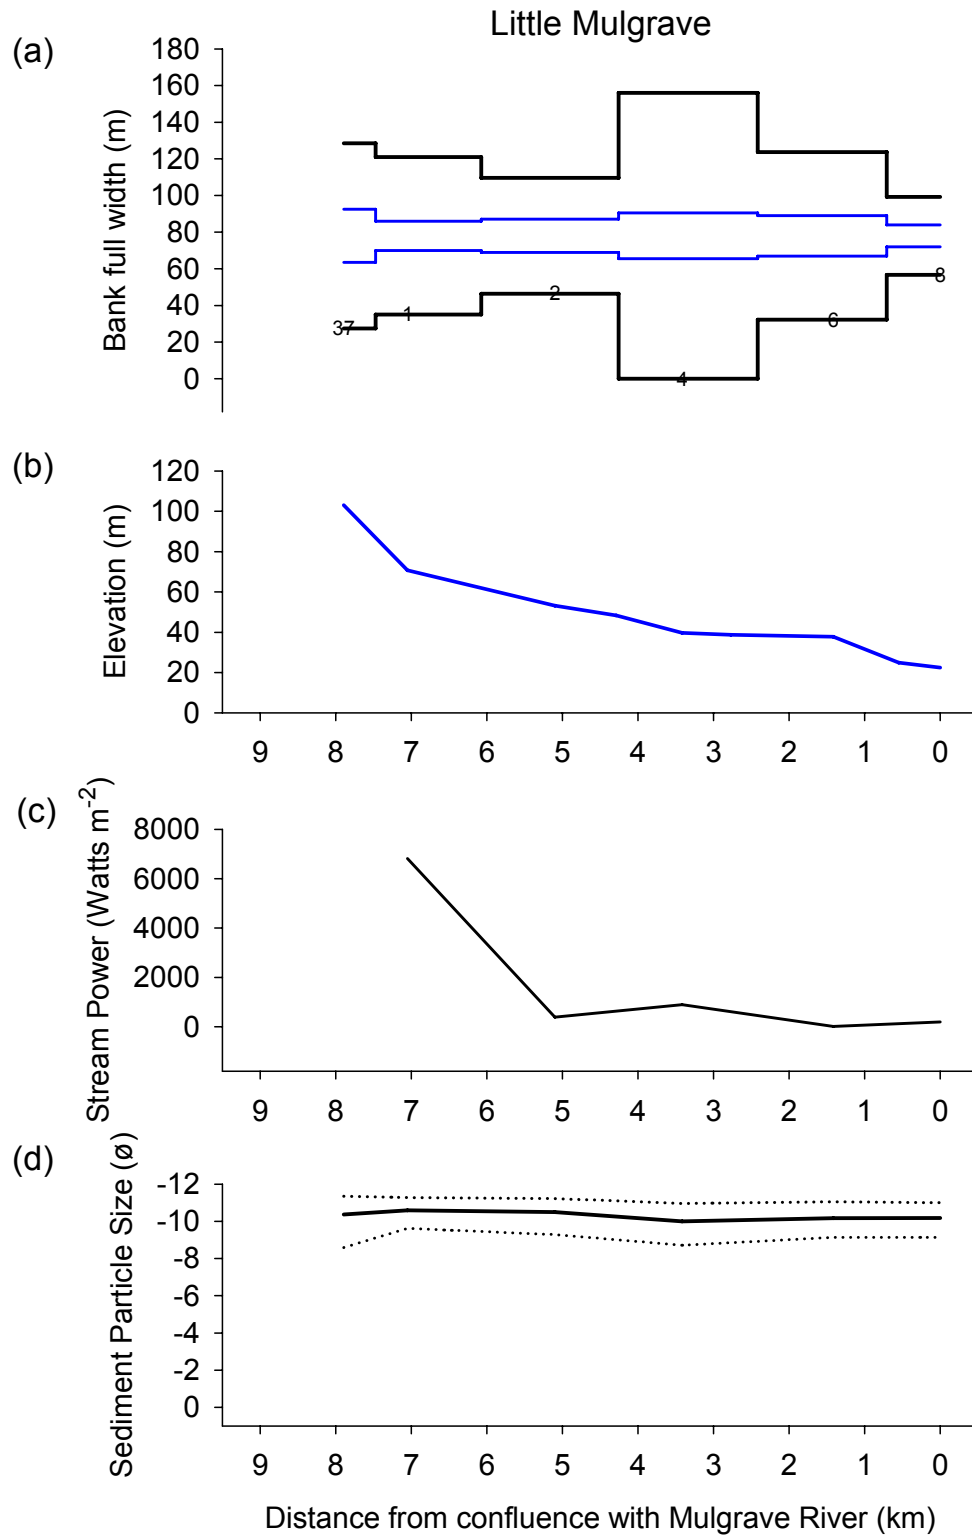 Little Mulgrave
(a)
Bank full width (m)
180
160
140
120
100
80
60
40
20
0
37
1
2
4
6
8
(b)
Elevation (m)
120
100
80
60
40
20
0
9 8 7 6 5 4 3 2 1 0
(c)
Stream Power (Watts m⁻²)
8000
6000
4000
2000
0
9 8 7 6 5 4 3 2 1 0
(d)
Sediment Particle Size (ø)
-12
-10
-8
-6
-4
-2
0
9 8 7 6 5 4 3 2 1 0
Distance from confluence with Mulgrave River (km)